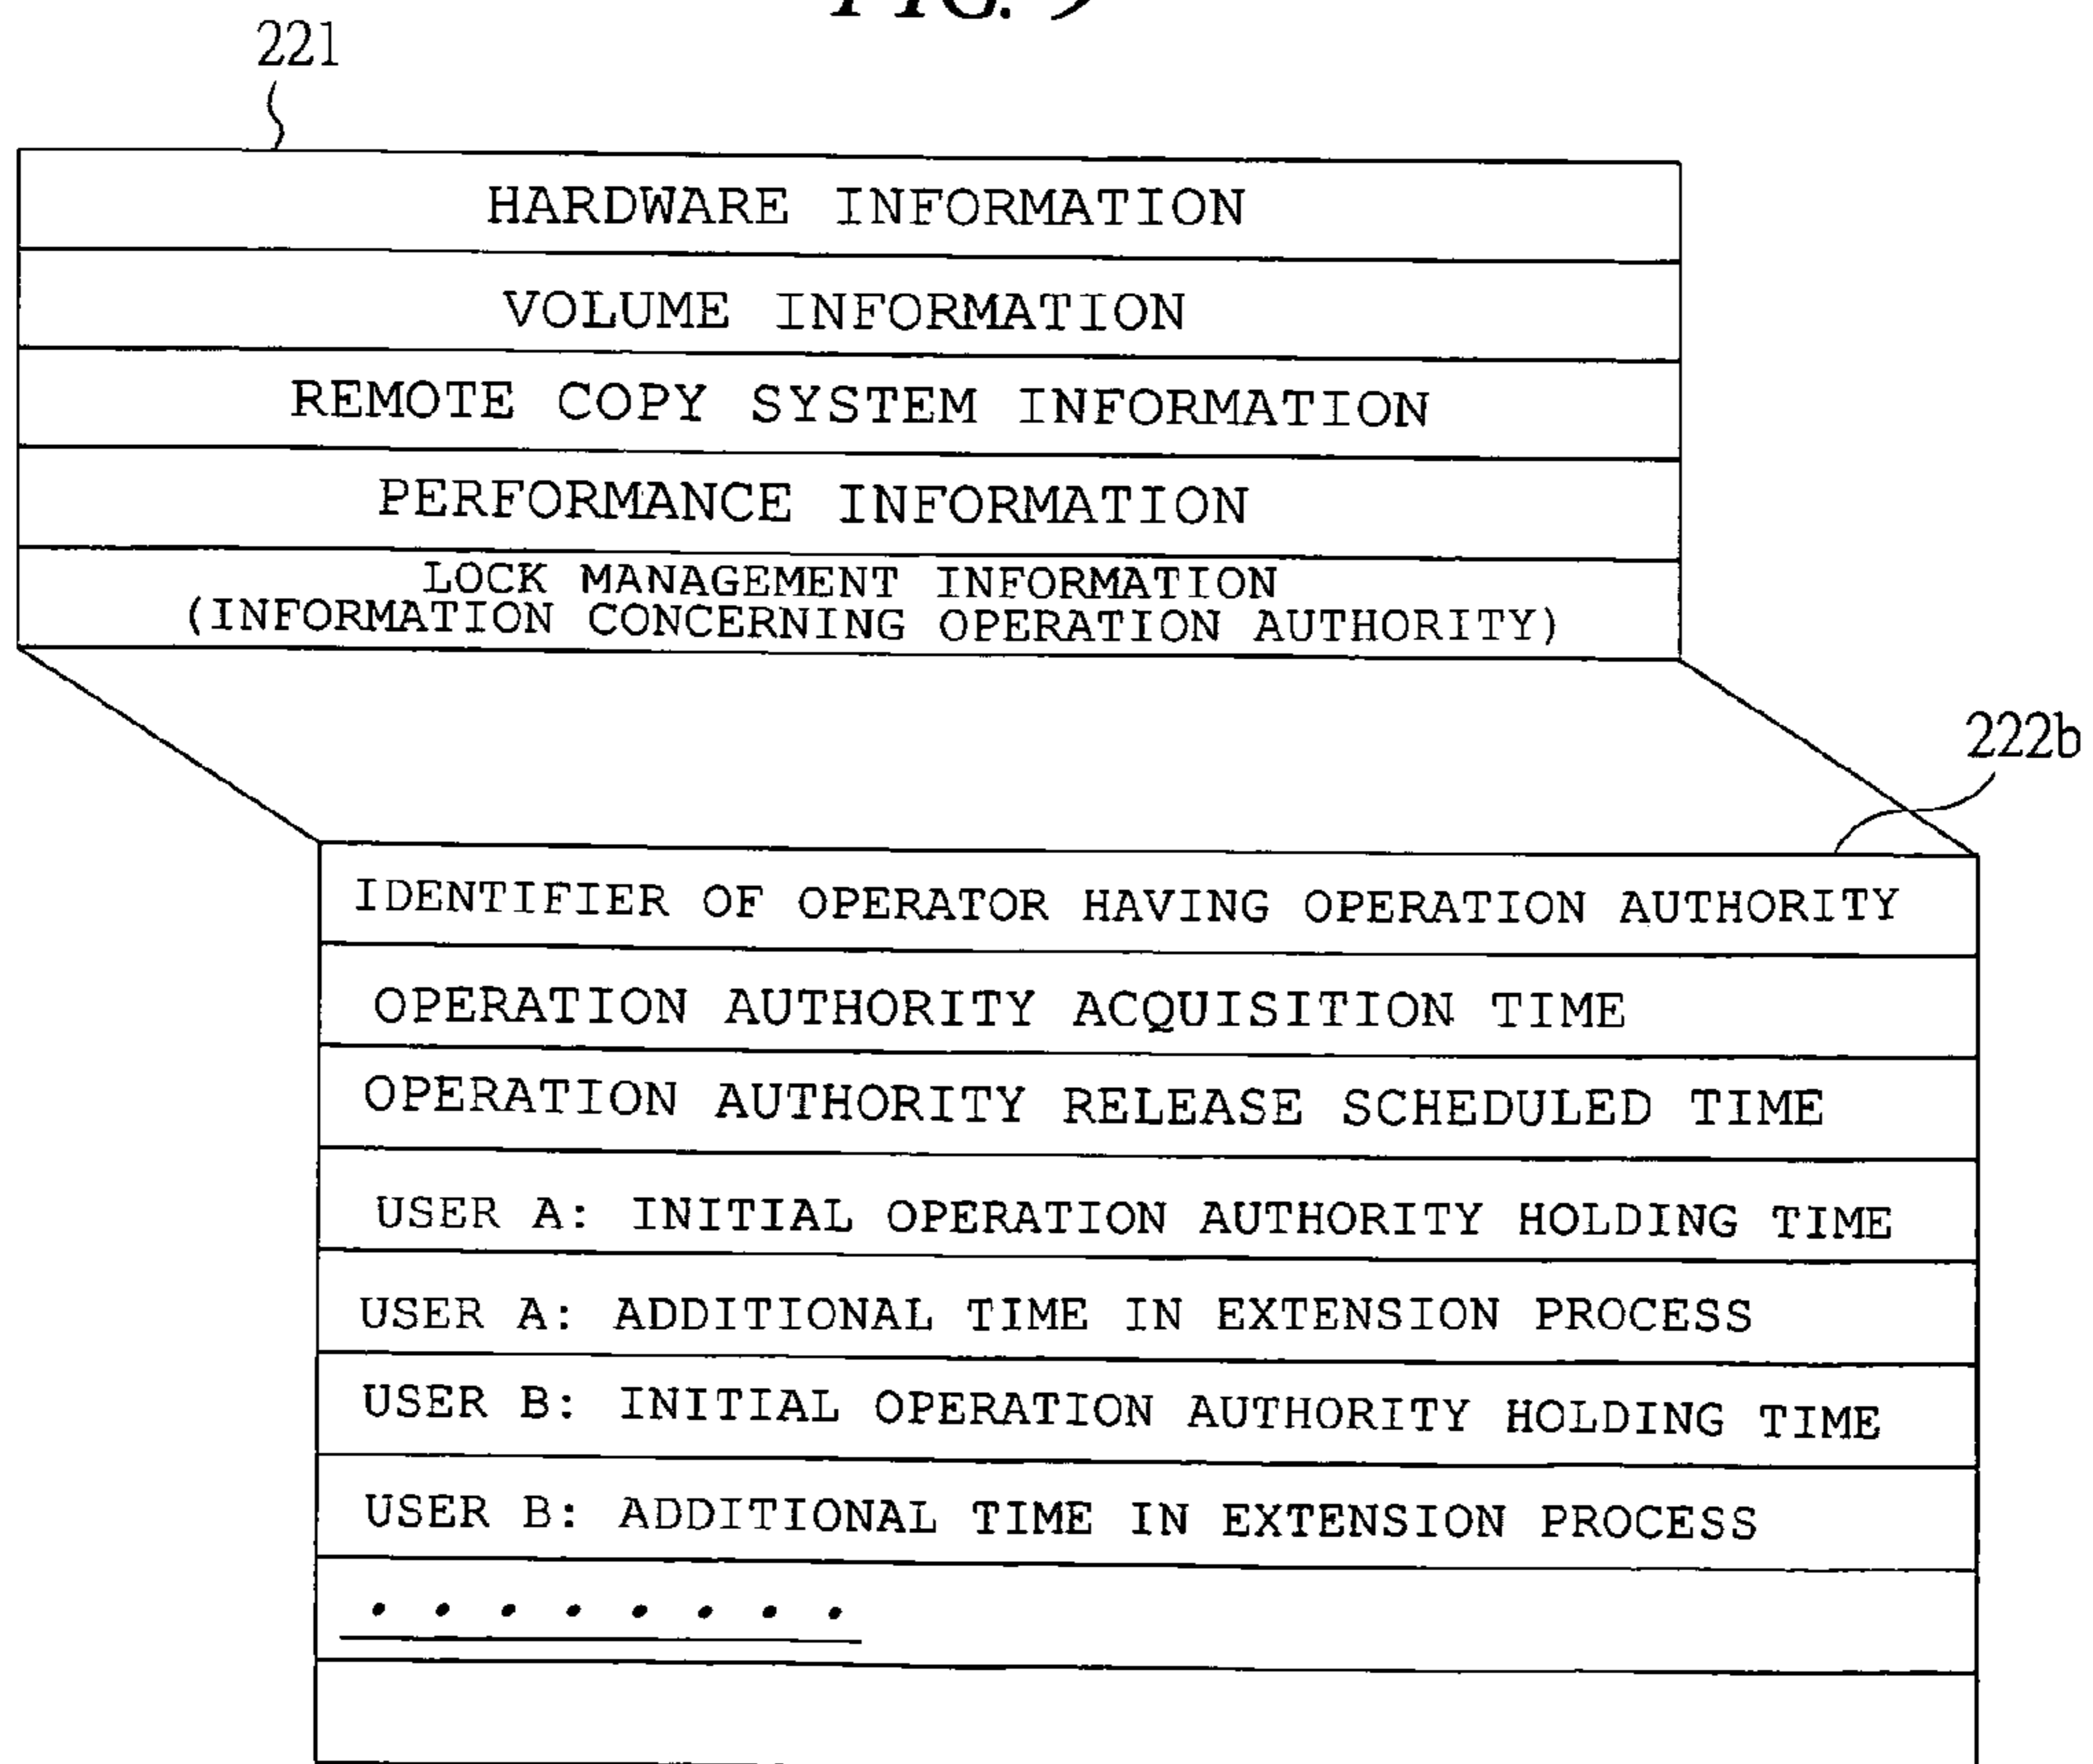 FIG. 9
221
HARDWARE INFORMATION
VOLUME INFORMATION
REMOTE COPY SYSTEM INFORMATION
PERFORMANCE INFORMATION
LOCK MANAGEMENT INFORMATION
(INFORMATION CONCERNING OPERATION AUTHORITY)
222b
IDENTIFIER OF OPERATOR HAVING OPERATION AUTHORITY
OPERATION AUTHORITY ACQUISITION TIME
OPERATION AUTHORITY RELEASE SCHEDULED TIME
USER A: INITIAL OPERATION AUTHORITY HOLDING TIME
USER A: ADDITIONAL TIME IN EXTENSION PROCESS
USER B: INITIAL OPERATION AUTHORITY HOLDING TIME
USER B: ADDITIONAL TIME IN EXTENSION PROCESS
. . . . . . . .